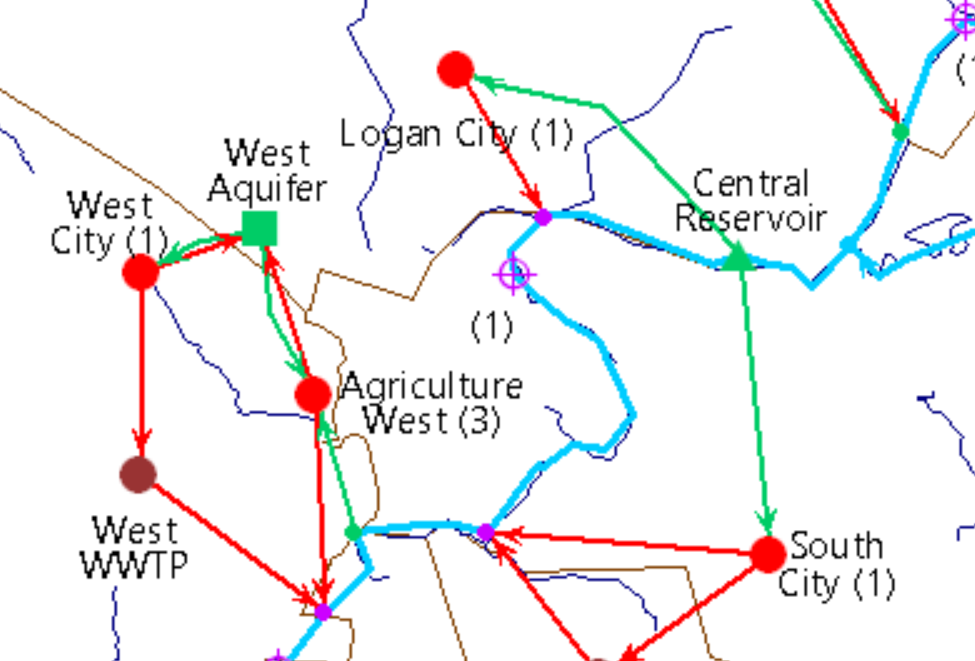 (1
Logan City (1)
West
Aquifer
Central
Reservoir
West
City (1)
(1)
Agriculture
West (3)
West
WWTP
South
City (1)